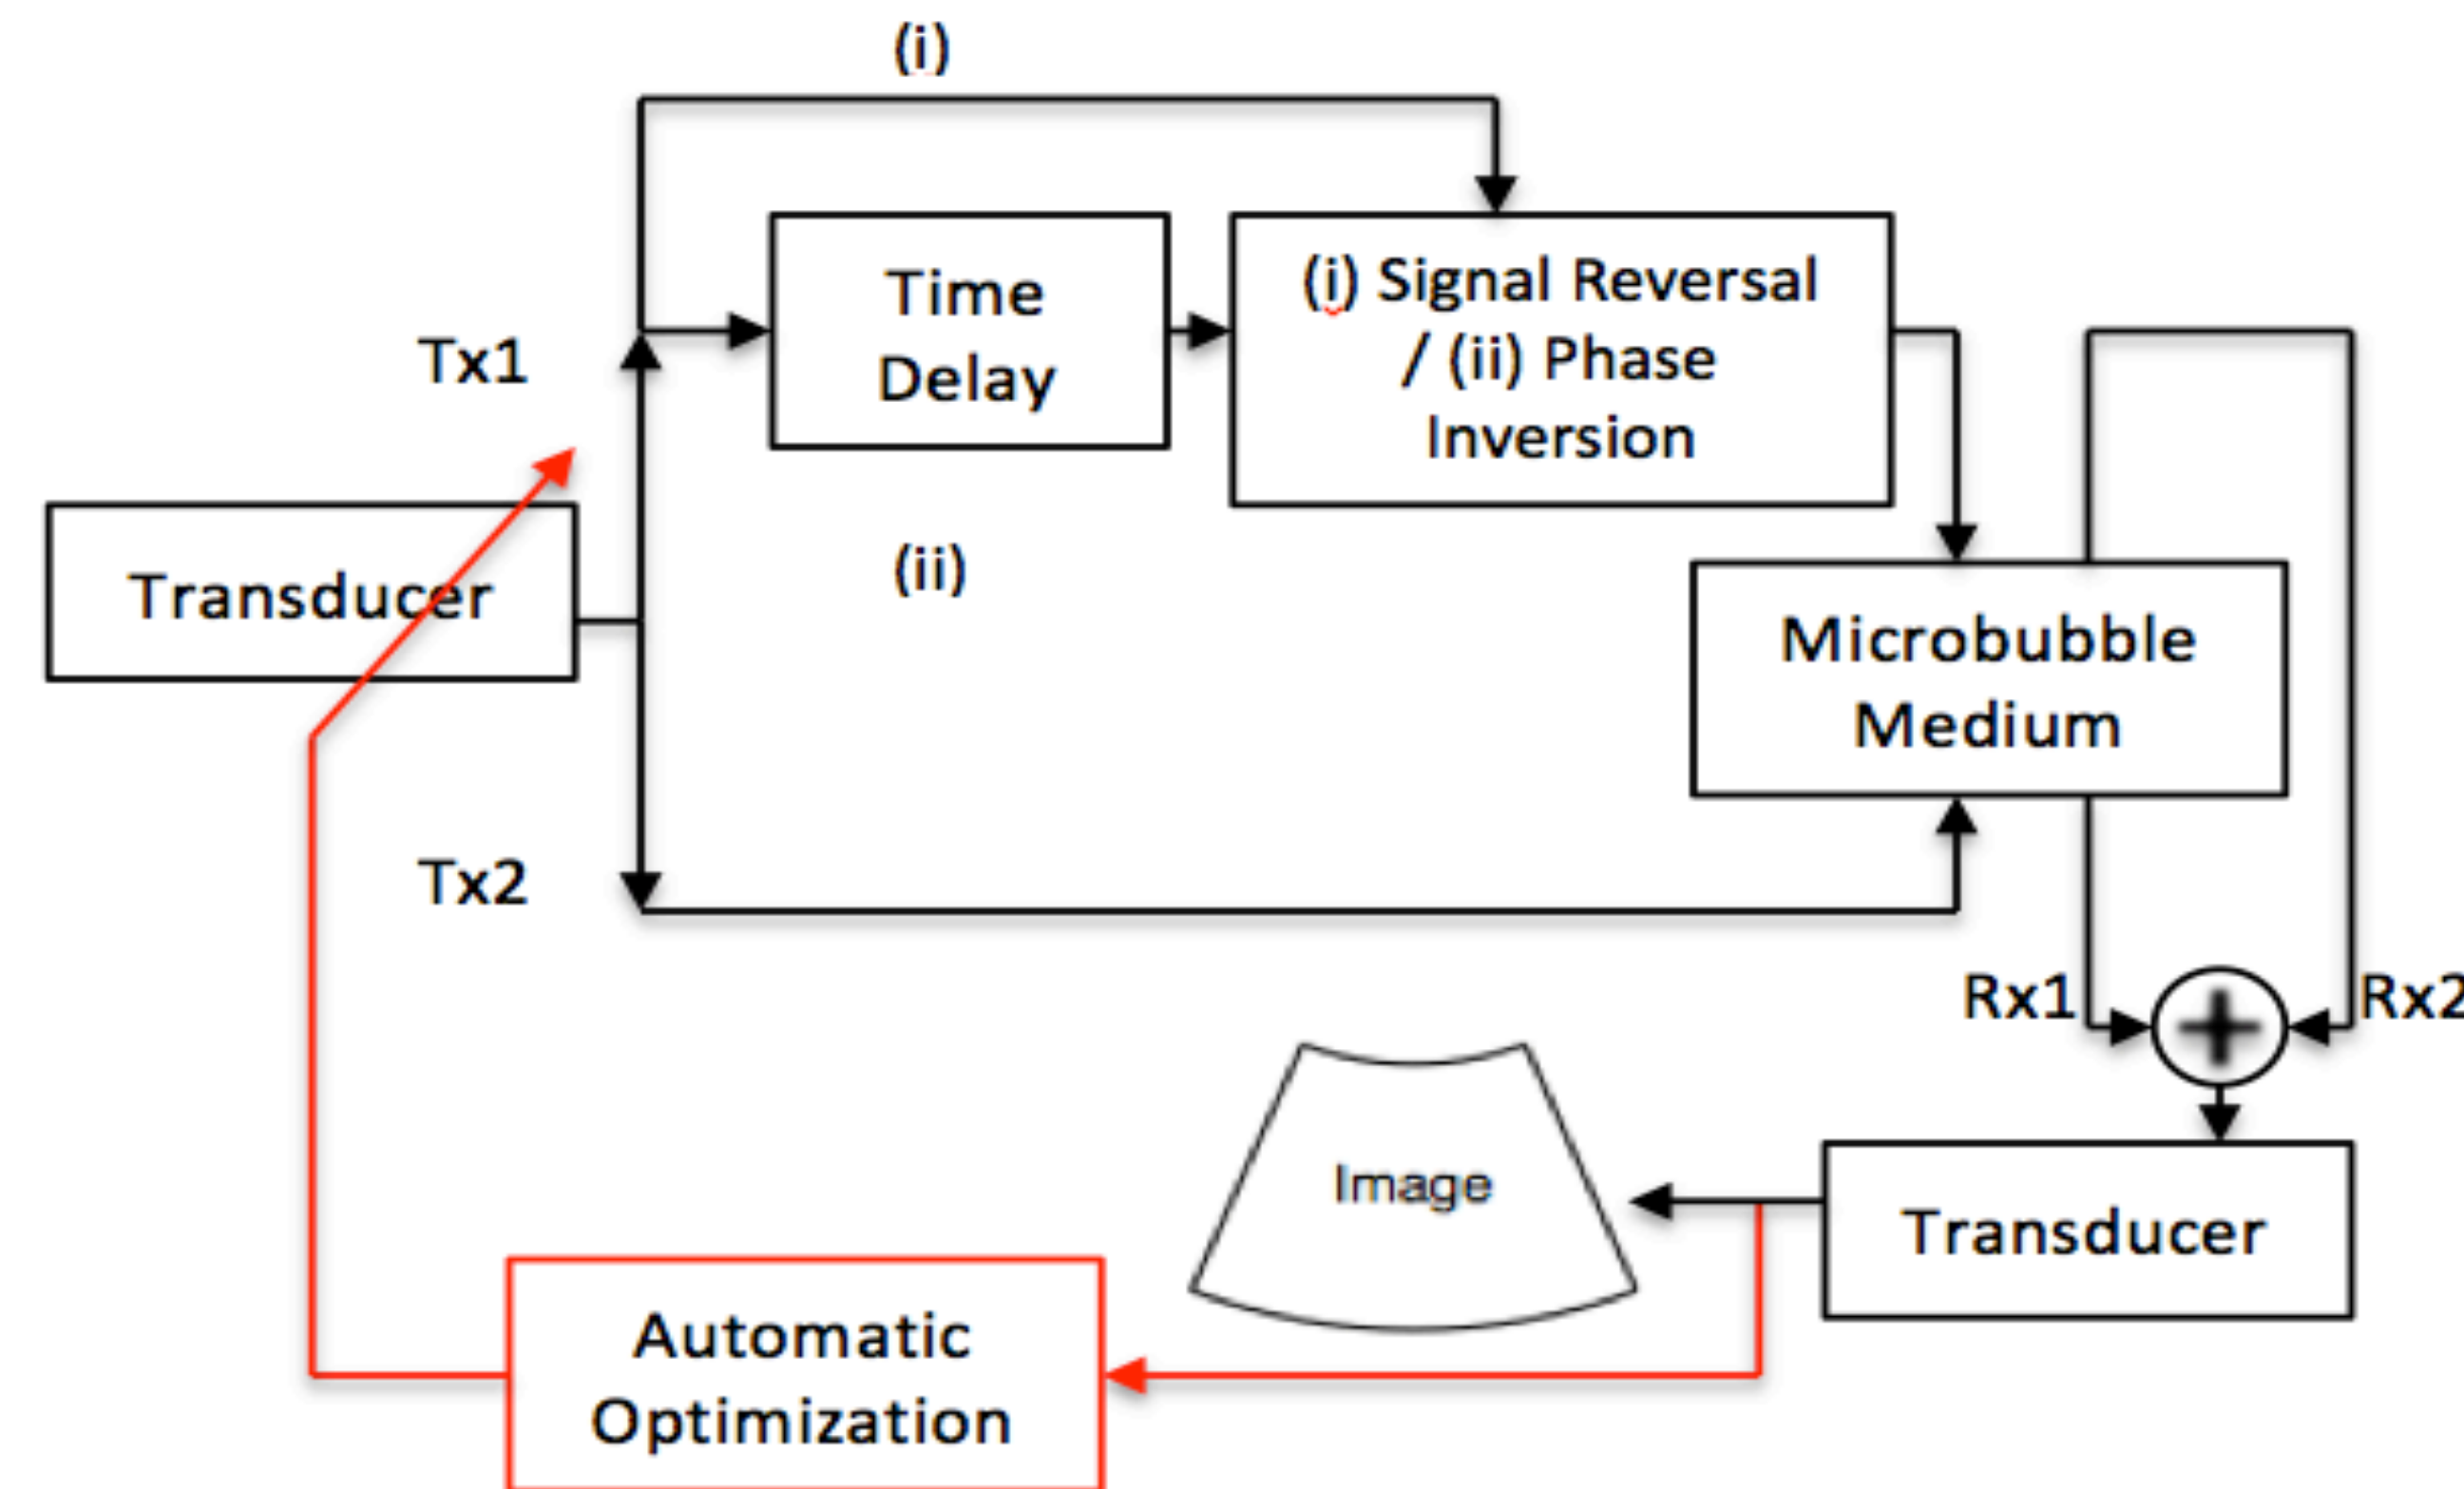 (i)
Time
Delay
(i) Signal Reversal
/ (ii) Phase
Inversion
Tx1
Transducer
(ii)
Microbubble
Medium
Tx2
Rx1
Rx2
Image
Transducer
Automatic
Optimization